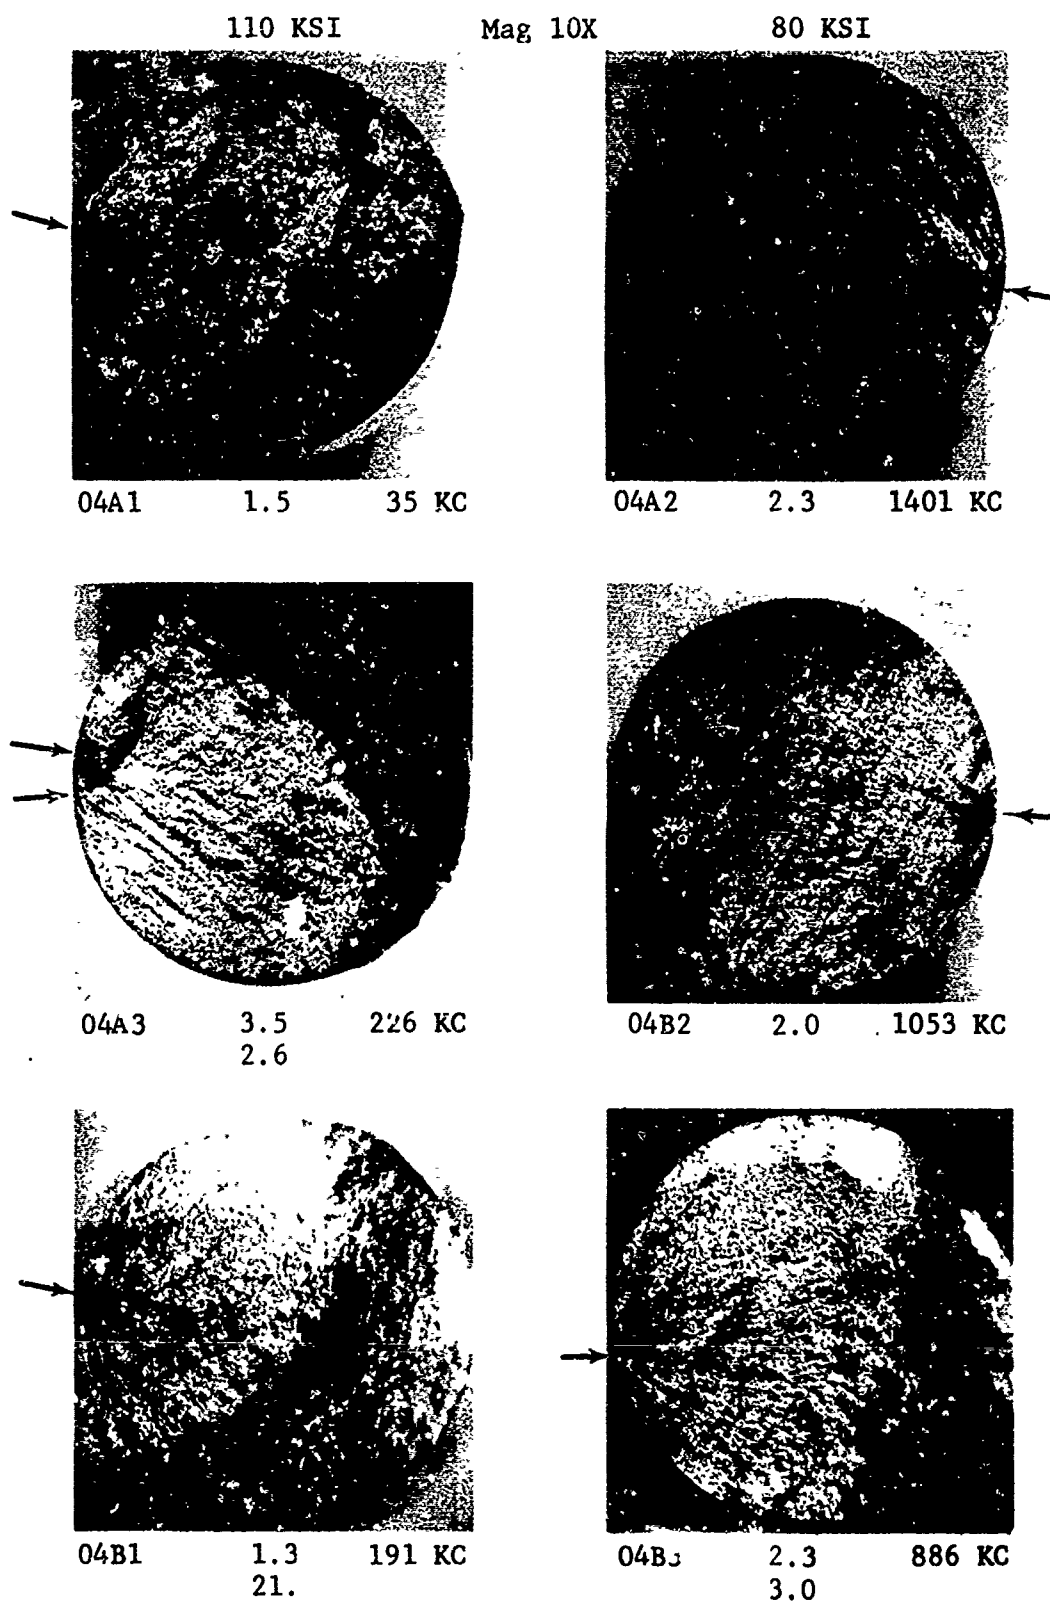 110 KSI Mag 10X 80 KSI
04A1 1.5 35 KC
04A2 2.3 1401 KC
04A3 3.5 226 KC
2.6
04B2 2.0 1053 KC
04B1 1.3 191 KC
21.
2.3 886 KC
3.0